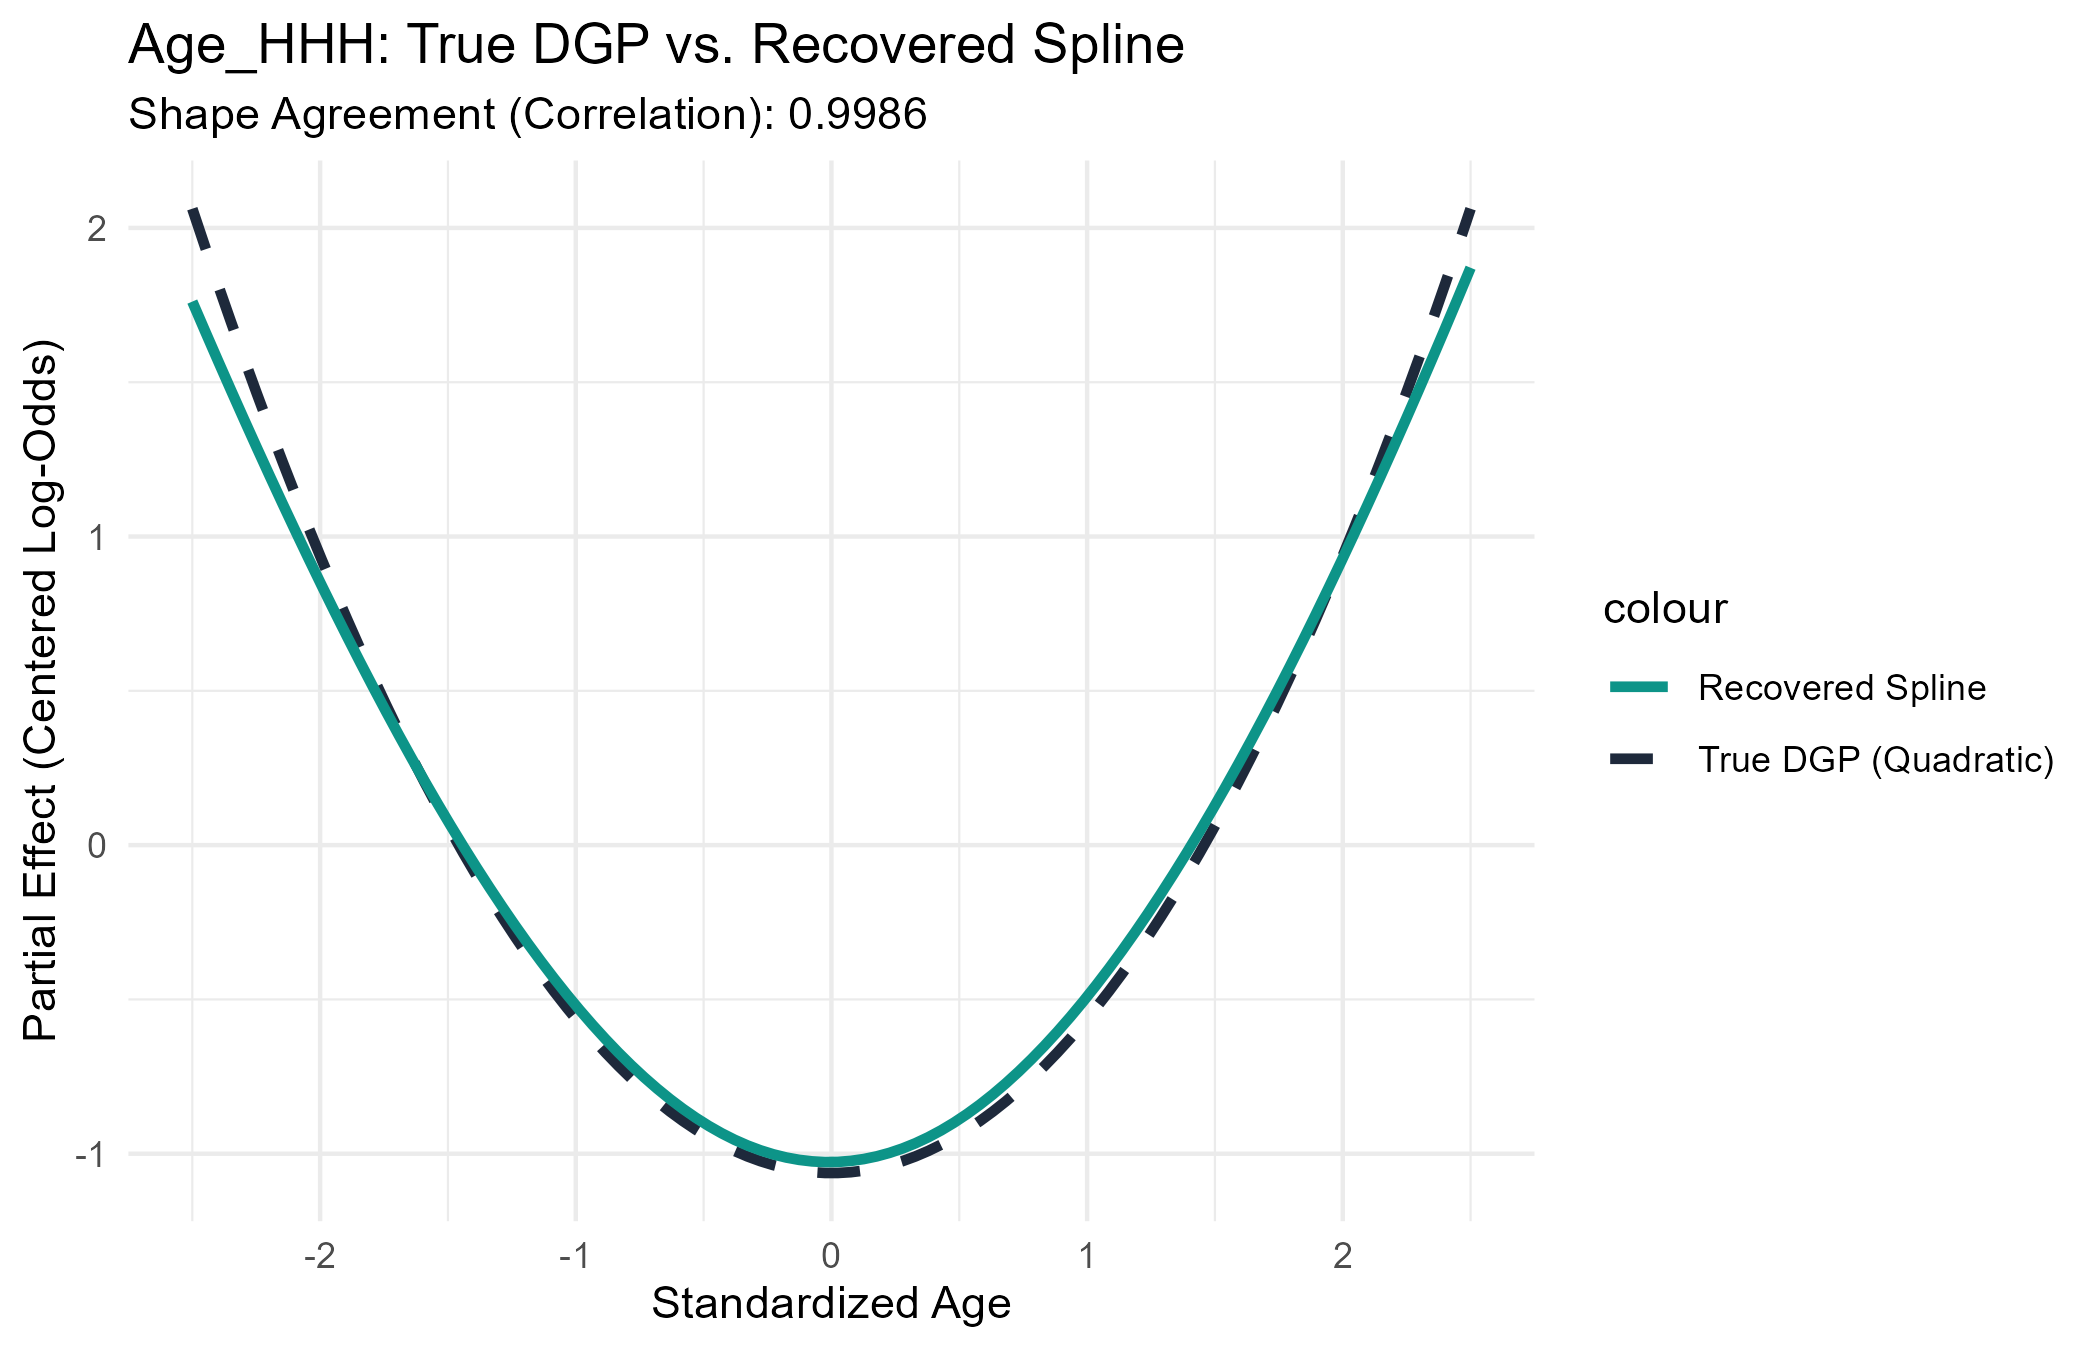 Age_HHH: True DGP vs. Recovered Spline
Shape Agreement (Correlation): 0.9986
Partial Effect (Centered Log-Odds)
2
1
0
-1
-2
-1
0
1
2
Standardized Age
colour
Recovered Spline
True DGP (Quadratic)